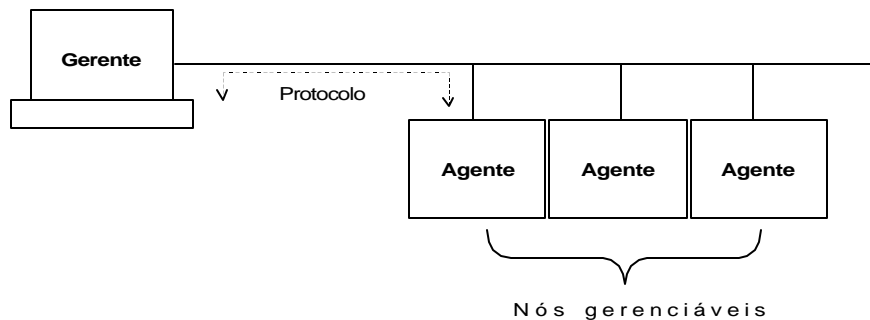 Gerente
Protocolo
Agente Agente Agente
Nós gerenciáveis